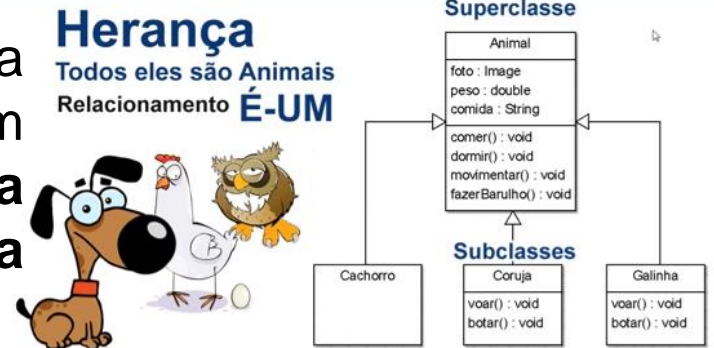 Herança
Todos eles são Animais
Relacionamento É-UM
a
m
a
a
Superclasse
Animal
foto : Image
peso : double
comida : String
comer() : void
dormir() : void
movimentar() : void
fazerBarulho() : void
Subclasses
Cachorro
Coruja
voar() : void
botar() : void
Galinha
voar() : void
botar() : void